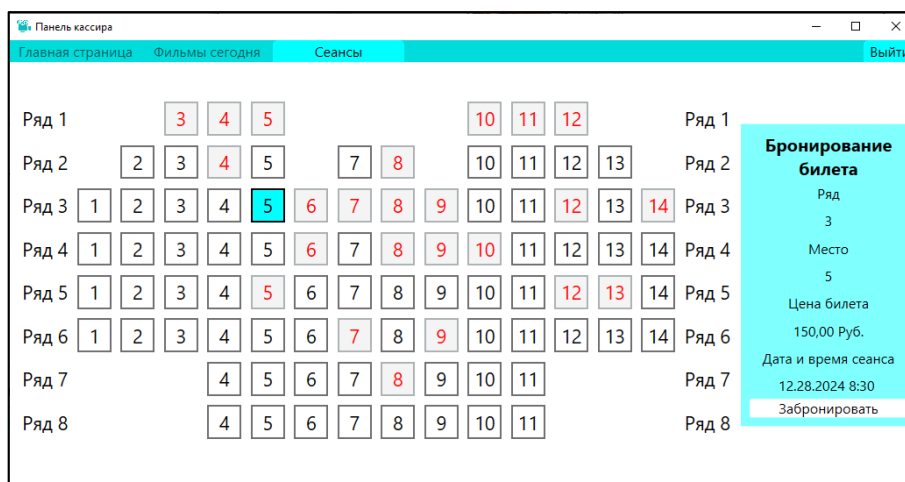 Панель кассира
Главная страница Фильмы сегодня Сеансы Выйти
Ряд 1 3 4 5 10 11 12 Ряд 1
Ряд 2 2 3 4 5 7 8 10 11 12 13 Ряд 2
Ряд 3 1 2 3 4 5 6 7 8 9 10 11 12 13 14 Ряд 3
Ряд 4 1 2 3 4 5 6 7 8 9 10 11 12 13 14 Ряд 4
Ряд 5 1 2 3 4 5 6 7 8 9 10 11 12 13 14 Ряд 5
Ряд 6 1 2 3 4 5 6 7 8 9 10 11 12 13 14 Ряд 6
Ряд 7 4 5 6 7 8 9 10 11 Ряд 7
Ряд 8 4 5 6 7 8 9 10 11 Ряд 8
Бронирование
билета
Ряд
3
Место
5
Цена билета
150,00 Руб.
Дата и время сеанса
12.28.2024 8:30
Забронировать